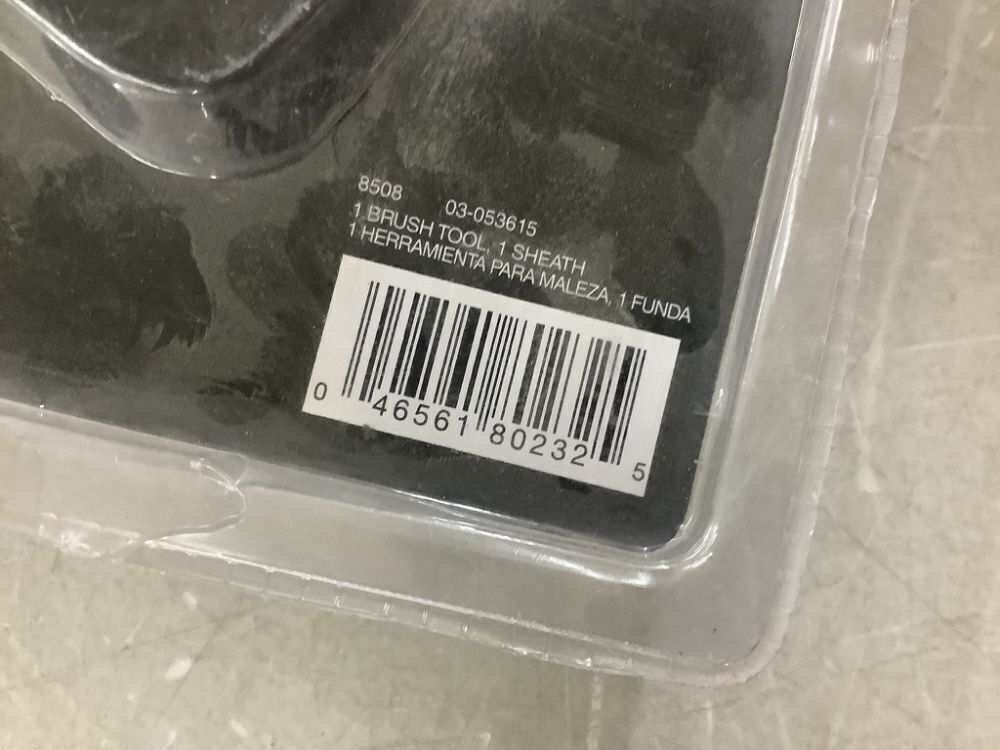 8508 03-053615
1 BRUSH TOOL, 1 SHEATH
1 HERRAMIENTA PARA MALEZA, 1 FUNDA
0 46561 80232 5